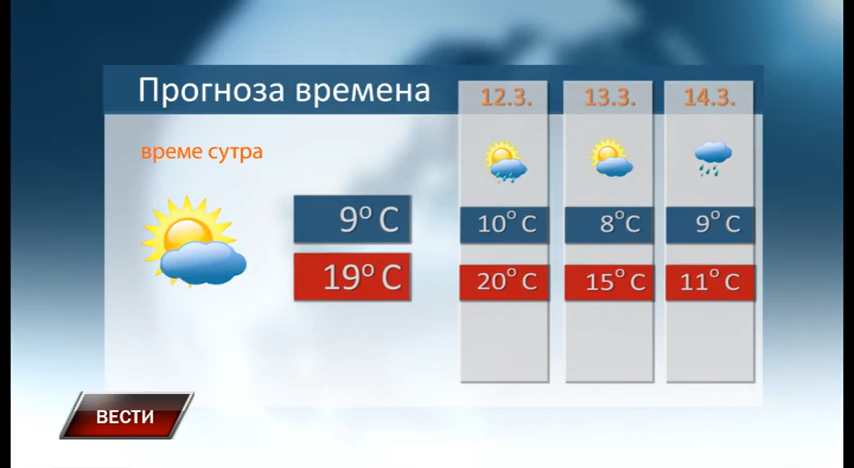 Прогноза времена
12.3.
13.3.
14.3.
време сутра
9° C
19° C
10° C
8°C
9° C
20° C
15° C
11° C
ВЕСТИ